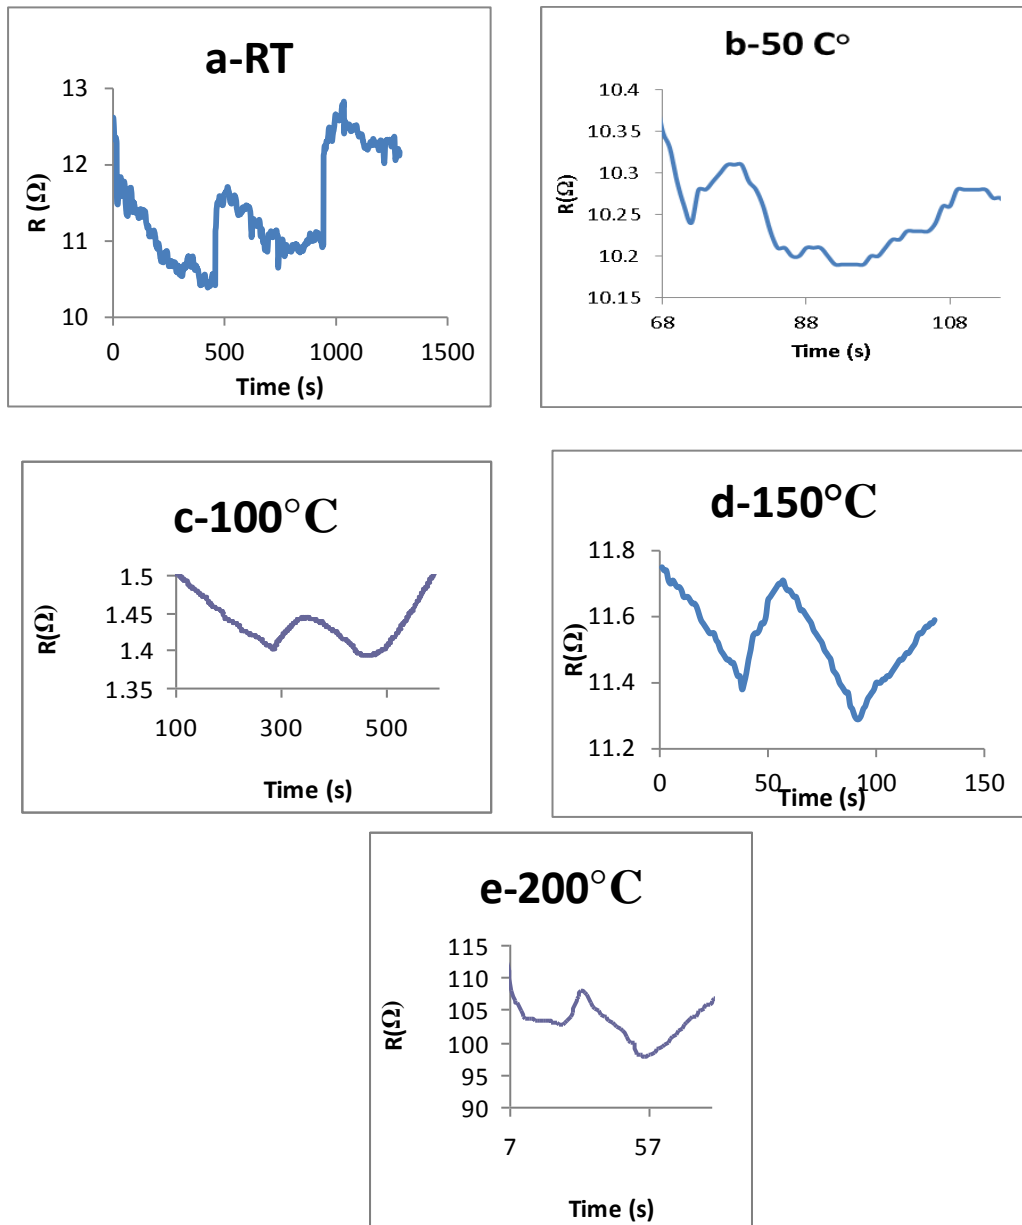 a-RT
13
12
11
10
R (Ω)
0 500 1000 1500
Time (s)
b-50 C°
10.4
10.35
10.3
10.25
10.2
10.15
R(Ω)
68 88 108
Time (s)
c-100°C
1.5
1.45
1.4
1.35
R(Ω)
100 300 500
Time (s)
d-150°C
11.8
11.6
11.4
11.2
R(Ω)
0 50 100 150
Time (s)
e-200°C
115
110
105
100
95
90
R(Ω)
7 57
Time (s)